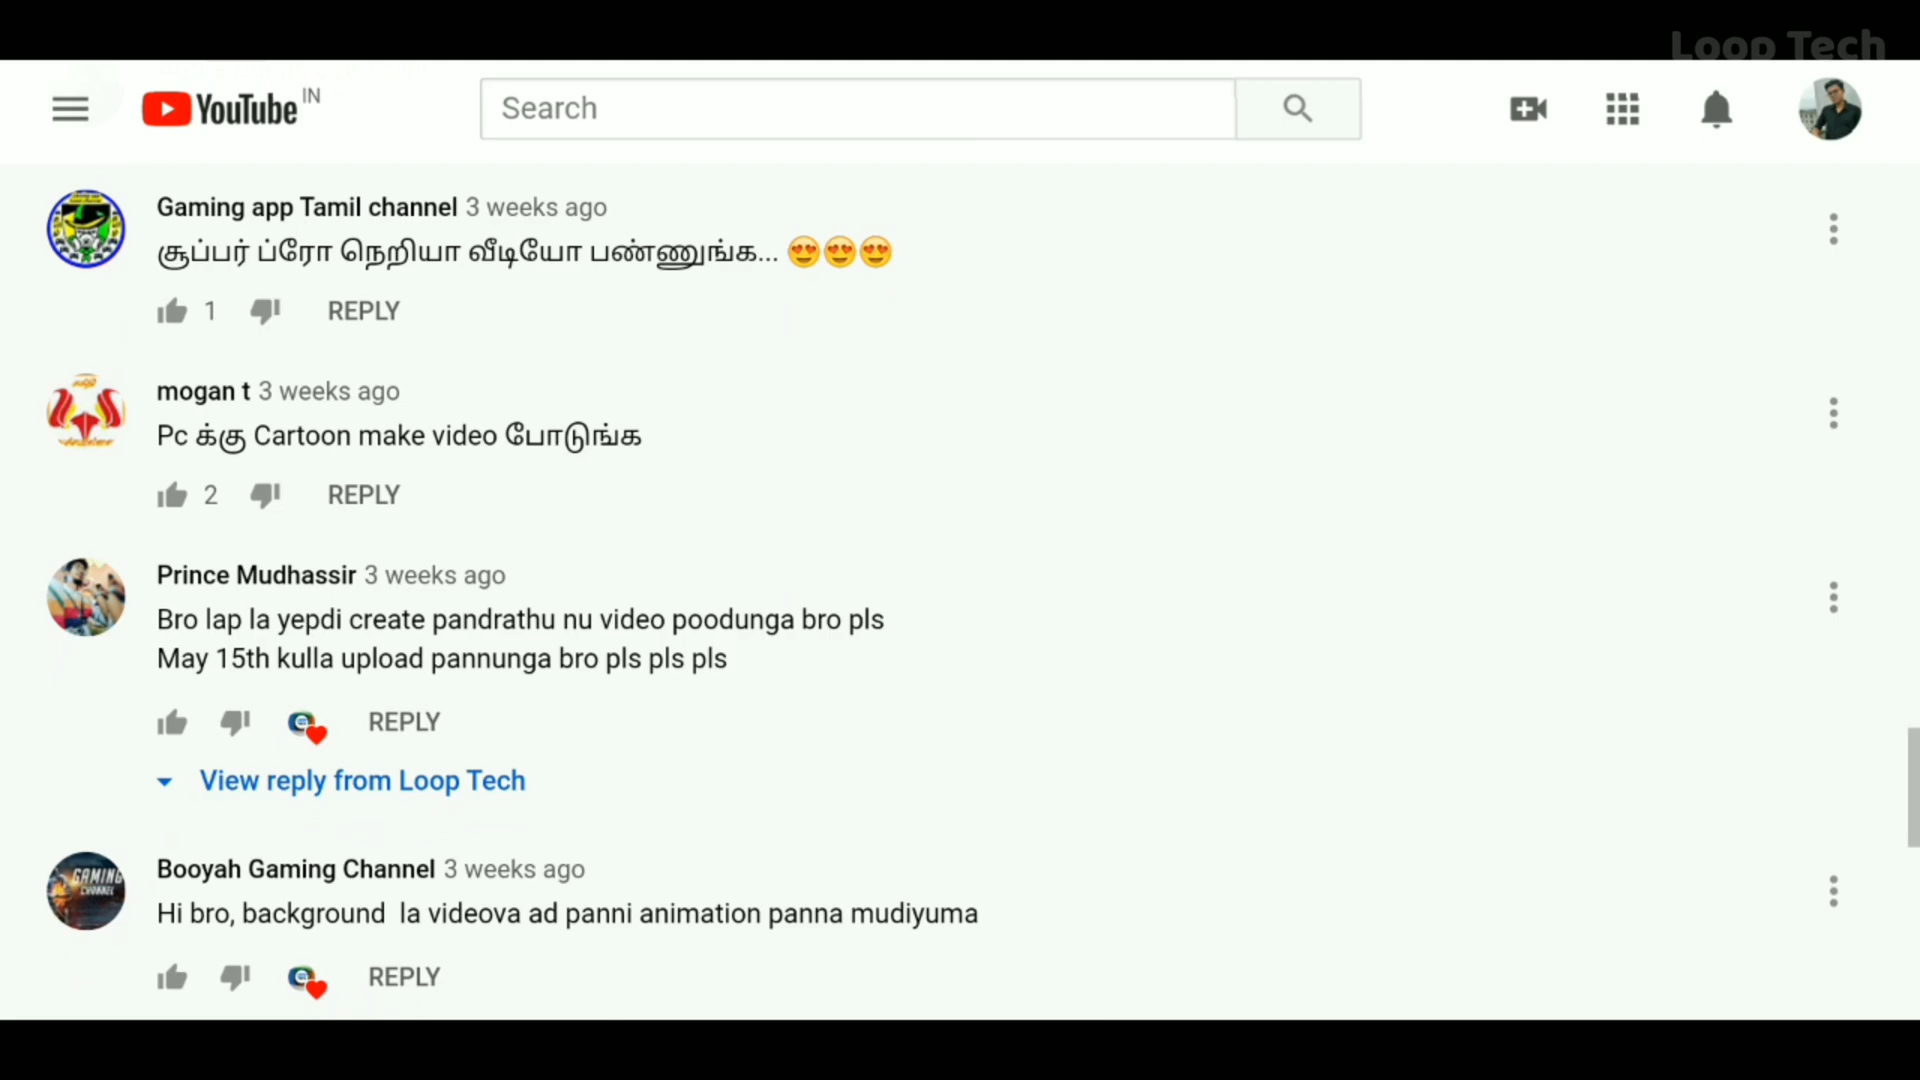 Loop Tech
YouTube IN
Search
Gaming app Tamil channel 3 weeks ago
சூப்பர் ப்ரோ நெறியா வீடியோ பண்ணுங்க... 😍😍😍
1 REPLY
mogan t 3 weeks ago
Pc க்கு Cartoon make video போடுங்க
2 REPLY
Prince Mudhassir 3 weeks ago
Bro lap la yepdi create pandrathu nu video poodunga bro pls
May 15th kulla upload pannunga bro pls pls pls
REPLY
View reply from Loop Tech
GAMING
CHANNEL
Booyah Gaming Channel 3 weeks ago
Hi bro, background la videova ad panni animation panna mudiyuma
REPLY